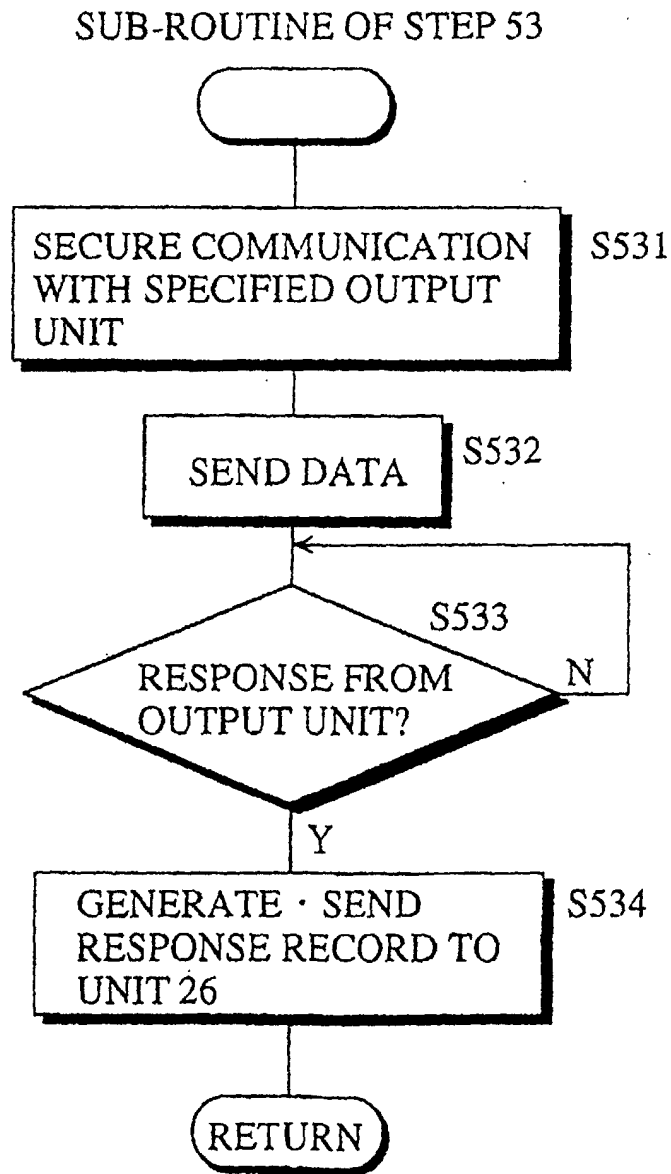 SUB-ROUTINE OF STEP 53
SECURE COMMUNICATION
WITH SPECIFIED OUTPUT
UNIT
S531
SEND DATA
S532
S533
RESPONSE FROM
OUTPUT UNIT?
N
Y
GENERATE · SEND
RESPONSE RECORD TO
UNIT 26
S534
RETURN